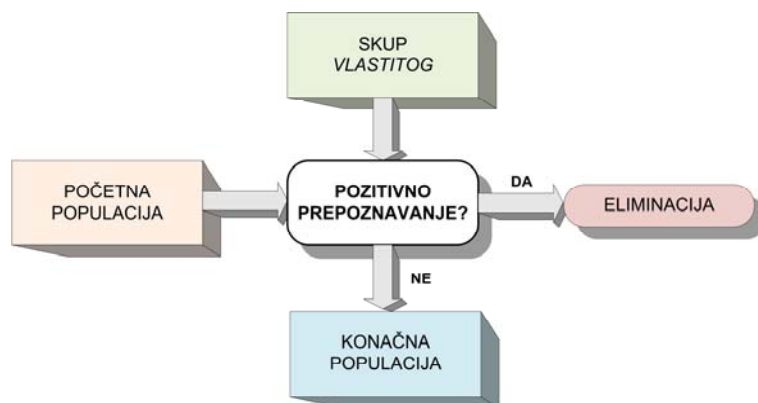 SKUP
VLASTITOG
POČETNA
POPULACIJA
POZITIVNO
PREPOZNAVANJE?
DA
ELIMINACIJA
NE
KONAČNA
POPULACIJA